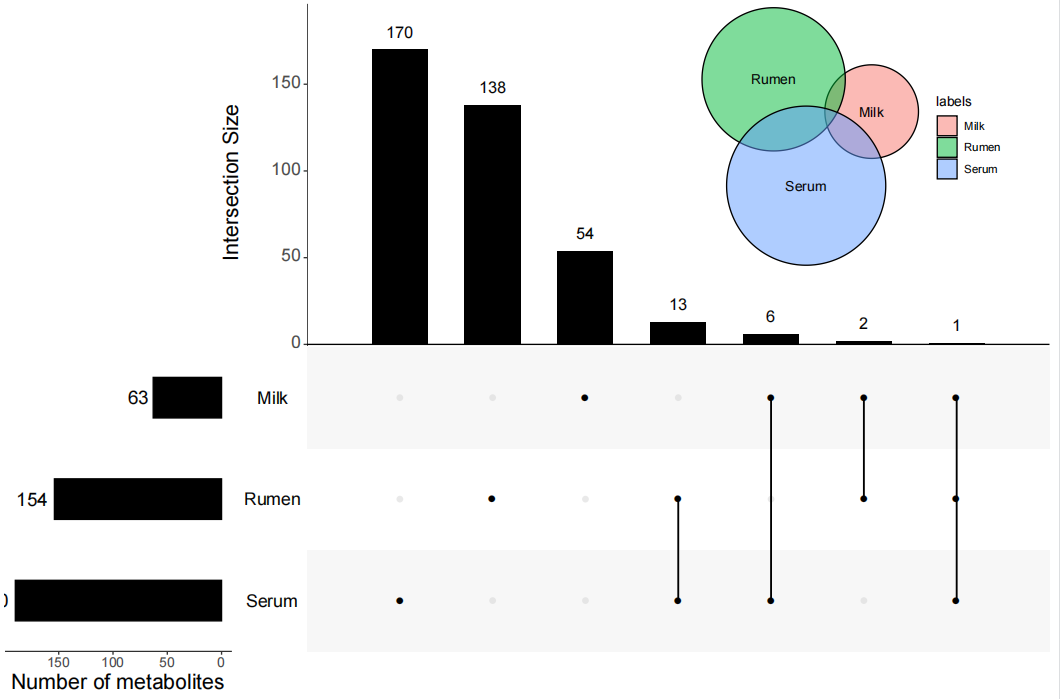 170
138
54
13
6
2
1
150
100
50
0
Intersection Size
Rumen
Milk
Serum
labels
Milk
Rumen
Serum
63
Milk
154
Rumen
Serum
150 100 50 0
Number of metabolites